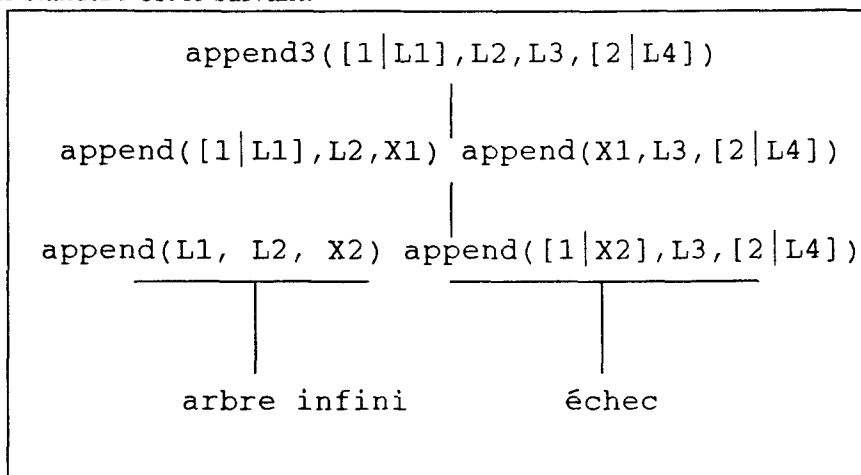 append3([1|L1],L2,L3,[2|L4])
append([1|L1],L2,X1) append(X1,L3,[2|L4])
append(L1, L2, X2) append([1|X2],L3,[2|L4])
arbre infini échec